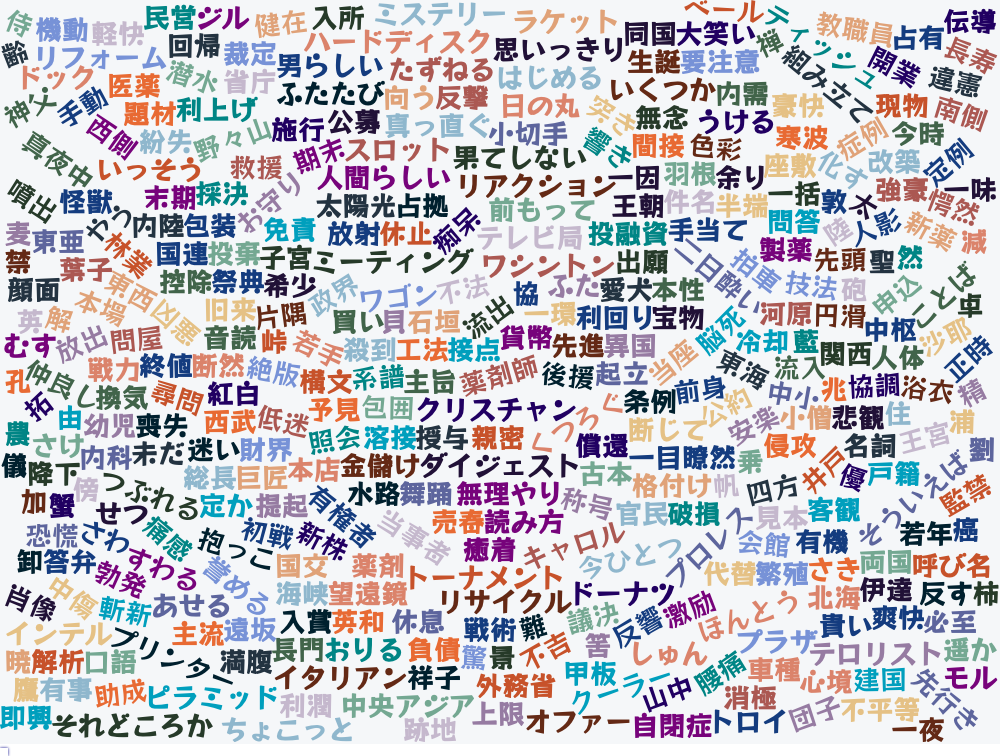 侍 機動 軽快 民営 ジル 健在 入所 ミステリー ラケット ベール ティッシュ 教職員 占有 伝導
齢 リフォーム 回帰 裁定 ハードディスク 思いっきり 同国 大笑い 禅 組み立て 開業 長寿
ドック 医薬 潜水 省庁 男らしい たずねる はじめる 生誕 要注意 違憲
神父 手動 題材 利上げ ふたたび 向う 反撃 日の丸 突き いくつか 内需 豪快 現物 南側
真夜中 西側 紛失 野々山 施行 公募 真っ直ぐ 小切手 響き 無念 うける 間接 色彩 寒波 症例 今時
いっそう 救援 期末 スロット 果てしない 座敷 化す 改築 定例
噴出 怪獣 末期 採決 お守り 人間らしい リアクション 一因 羽根 余り 一括 敦 木 強豪 愕然 一味
麦 東亜 やう 内陸 包装 太陽光 占拠 前もって 王朝 件名 半端 問答 陸 人影 新薬 減
禁 林業 国連 投棄 免責 放射 休止 痴呆 テレビ局 投融資 手当て 製薬 先頭 聖 然
顔面 葉子 東西 凶悪 控除 祭典 子宮 ミーティング ワシントン 出願 二日酔い 拍車 技法 砲 申込 ことば 卓
英 解 本場 旧来 片隅 希少 政界 ワゴン 不法 協 ふた 愛犬 本性 河原 円滑 中枢 沙耶
むす 放出 問屋 音読 峠 若手 買い 貝 石垣 流出 一環 利回り 宝物 脳死 冷却 藍 関西 人体 正時
孔 仲良し 戦力 終値 断然 絶版 殺到 工法 接点 貨幣 先進 異国 当座 東海 流入
拓 換気 尋問 紅白 横文 系譜 主旨 薬剤師 後援 起立 前身 中小 兆 協調 浴衣 精
農 由 幼児 喪失 西武 低迷 予見 包囲 クリスチャン くつろぐ 条例 公約 安楽 小僧 悲観 住 浦
さけ 内科 未だ 迷い 財界 照会 溶接 授与 親密 償還 断じて 一目瞭然 乗 侵攻 名詞 王宮 劉
儀 降下 傍 つぶれる 総長 巨匠 本店 金儲け ダイジェスト 古本 格付け 帆 四方 井戸 優 戸籍 そういえば 監禁
加 蟹 せつ 定か 提起 有権者 水路 舞踊 無理やり 称号 官民 破損 見本 客観
恐慌 さわ 痛感 抱っこ 初戦 新株 当事者 売春 読み方 キャロル 今ひとつ プロレス 会館 有機 若年 癌
卸 答弁 勃発 すわる 誉める 国交 薬剤 癒着 トーナメント 代替 繁殖 さき 両国 呼び名
肖像 中傷 斬新 あせる 海峡 望遠鏡 リサイクル ドーナツ 激励 ほんとう 北海 伊達 反す 柿
インテル プリンター 主流 遠坂 入賞 英和 休息 戦術 難 議決 反響 貴い 爽快 必至
暁 解析 口語 満腹 長門 おりる 負債 驚 景 不吉 筈 しゅん プラザ テロリスト 遥か
鷹 有事 助成 ピラミッド イタリアン 祥子 外務省 甲板 クーラー 山中 腰痛 車種 心境 建国 先行き モル
即興 それどころか ちょこっと 利潤 中央アジア 跡地 上限 オファー 自閉症 トロイ 消極 団子 不平等 一夜